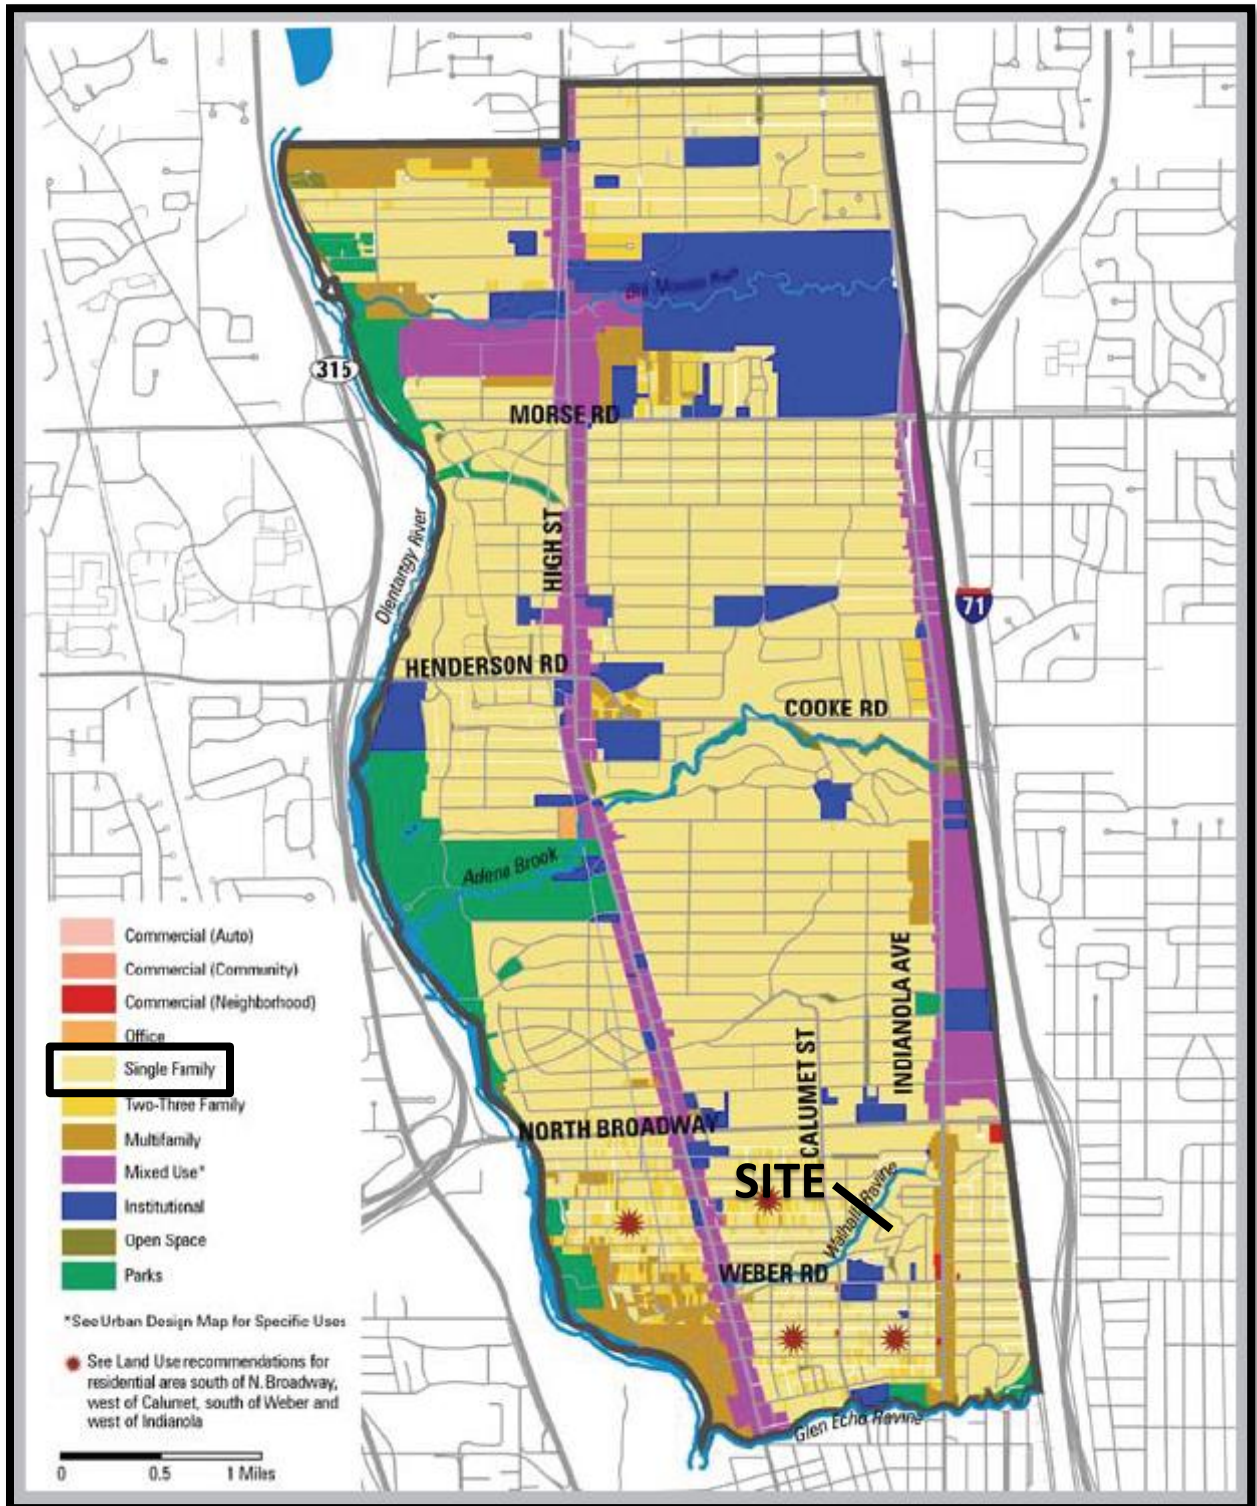 Big Run
315
MORSE RD
Olentangy River
HIGH ST
71
HENDERSON RD
COOKE RD
Adena Brook
Commercial (Auto)
Commercial (Community)
Commercial (Neighborhood)
Office
Single Family
Two-Three Family
Multifamily
Mixed Use*
Institutional
Open Space
Parks
INDIANOLA AVE
CALUMET ST
NORTH BROADWAY
SITE
Walhalla Ravine
WEBER RD
*See Urban Design Map for Specific Uses
See Land Use recommendations for
residential area south of N. Broadway,
west of Calumet, south of Weber and
west of Indianola
Glen Echo Ravine
0 0.5 1 Miles